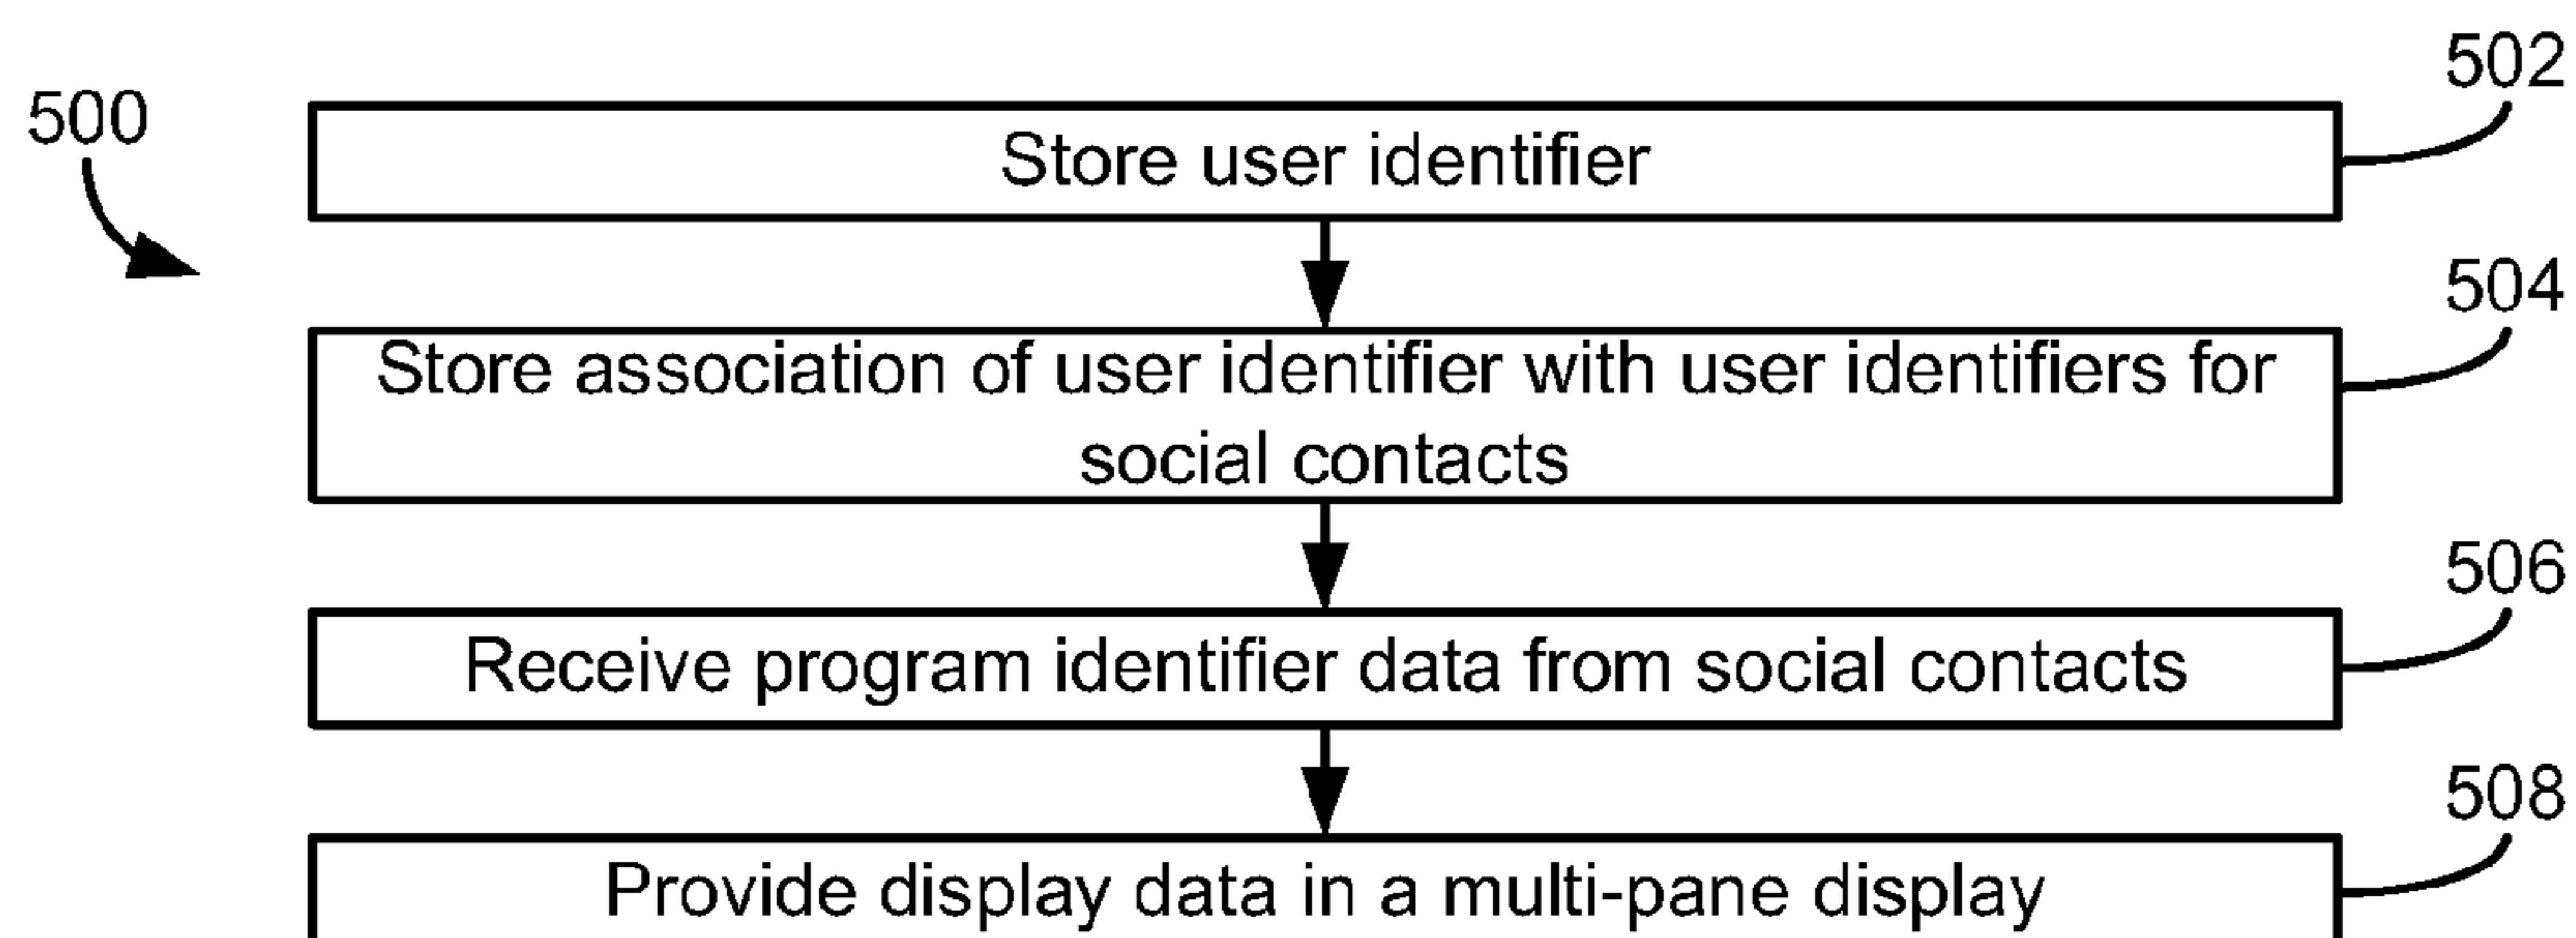 502
500
Store user identifier
504
Store association of user identifier with user identifiers for
social contacts
506
Receive program identifier data from social contacts
508
Provide display data in a multi-pane display